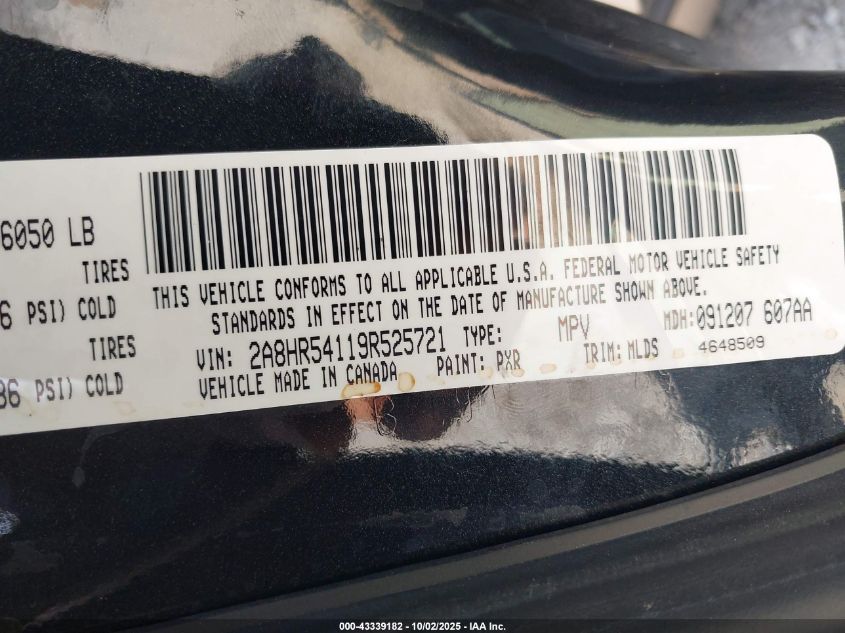 6050 LB
TIRES
6 PSI) COLD
TIRES
36 PSI) COLD
THIS VEHICLE CONFORMS TO ALL APPLICABLE U.S.A. FEDERAL MOTOR VEHICLE SAFETY
STANDARDS IN EFFECT ON THE DATE OF MANUFACTURE SHOWN ABOVE.
VIN: 2A8HR54119R525721 TYPE: MPV MDH: 091207 607AA
VEHICLE MADE IN CANADA PAINT: PXR TRIM: MLDS 4648509
000-43339182 - 10/02/2025 - IAA Inc.